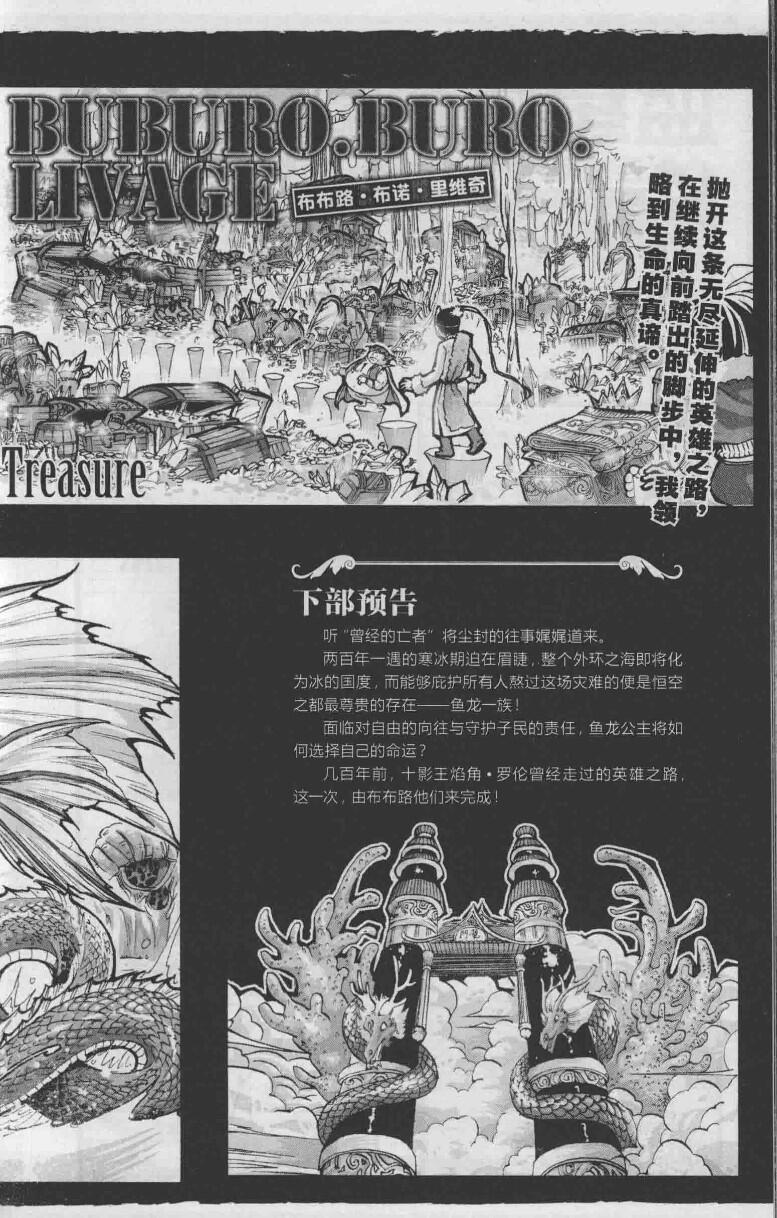 BUBURO.BURO.
LIVAGE
布布路·布诺·里维奇
抛开这条无尽延伸的英雄之路,
在继续向前踏出的脚步中,我领
略到生命的真谛。
Treasure
下部预告
听“曾经的亡者”将尘封的往事娓娓道来。
两百年一遇的寒冰期迫在眉睫,整个外环之海即将化
为冰的国度,而能够庇护所有人熬过这场灾难的便是恒空
之都最尊贵的存在——鱼龙一族!
面临对自由的向往与守护子民的责任,鱼龙公主将如
何选择自己的命运?
几百年前,十影王焰角·罗伦曾经走过的英雄之路,
这一次,由布布路他们来完成!